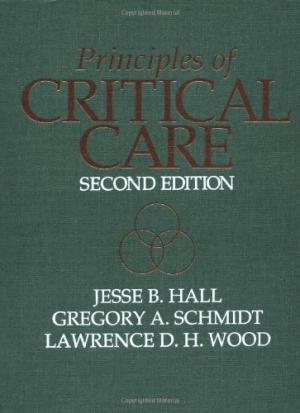 Principles of
CRITICAL
CARE
SECOND EDITION
JESSE B. HALL
GREGORY A. SCHMIDT
LAWRENCE D. H. WOOD